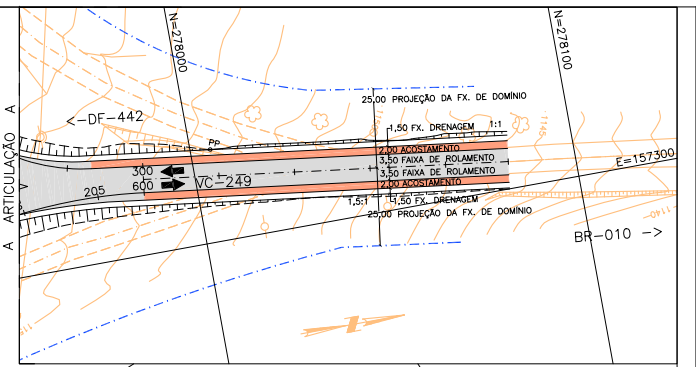 N=278000
N=278100
25,00 PROJEÇÃO DA FX. DE DOMÍNIO
<-DF-442
PP
1,50 FX. DRENAGEM 1:1
1140
2,00 ACOSTAMENTO
3,50 FAIXA DE ROLAMENTO
3,50 FAIXA DE ROLAMENTO
2,00 ACOSTAMENTO
E=157300
300
600
VC-249
205
1,5:1
1,50 FX. DRENAGEM
25,00 PROJEÇÃO DA FX. DE DOMÍNIO
1140
BR-010 ->
A ARTICULAÇÃO A